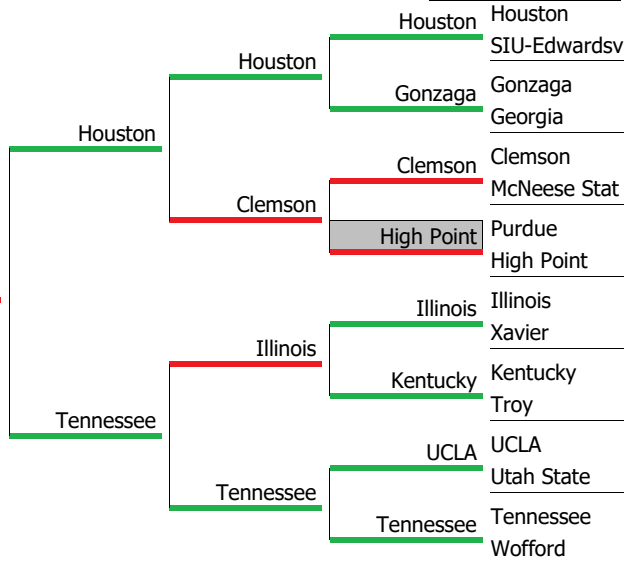 Houston
Houston
SIU-Edwardsv
Houston
Gonzaga
Gonzaga
Georgia
Houston
Clemson
Clemson
McNeese Stat
Clemson
High Point
Purdue
High Point
Illinois
Illinois
Xavier
Illinois
Kentucky
Kentucky
Troy
Tennessee
UCLA
UCLA
Utah State
Tennessee
Tennessee
Tennessee
Wofford